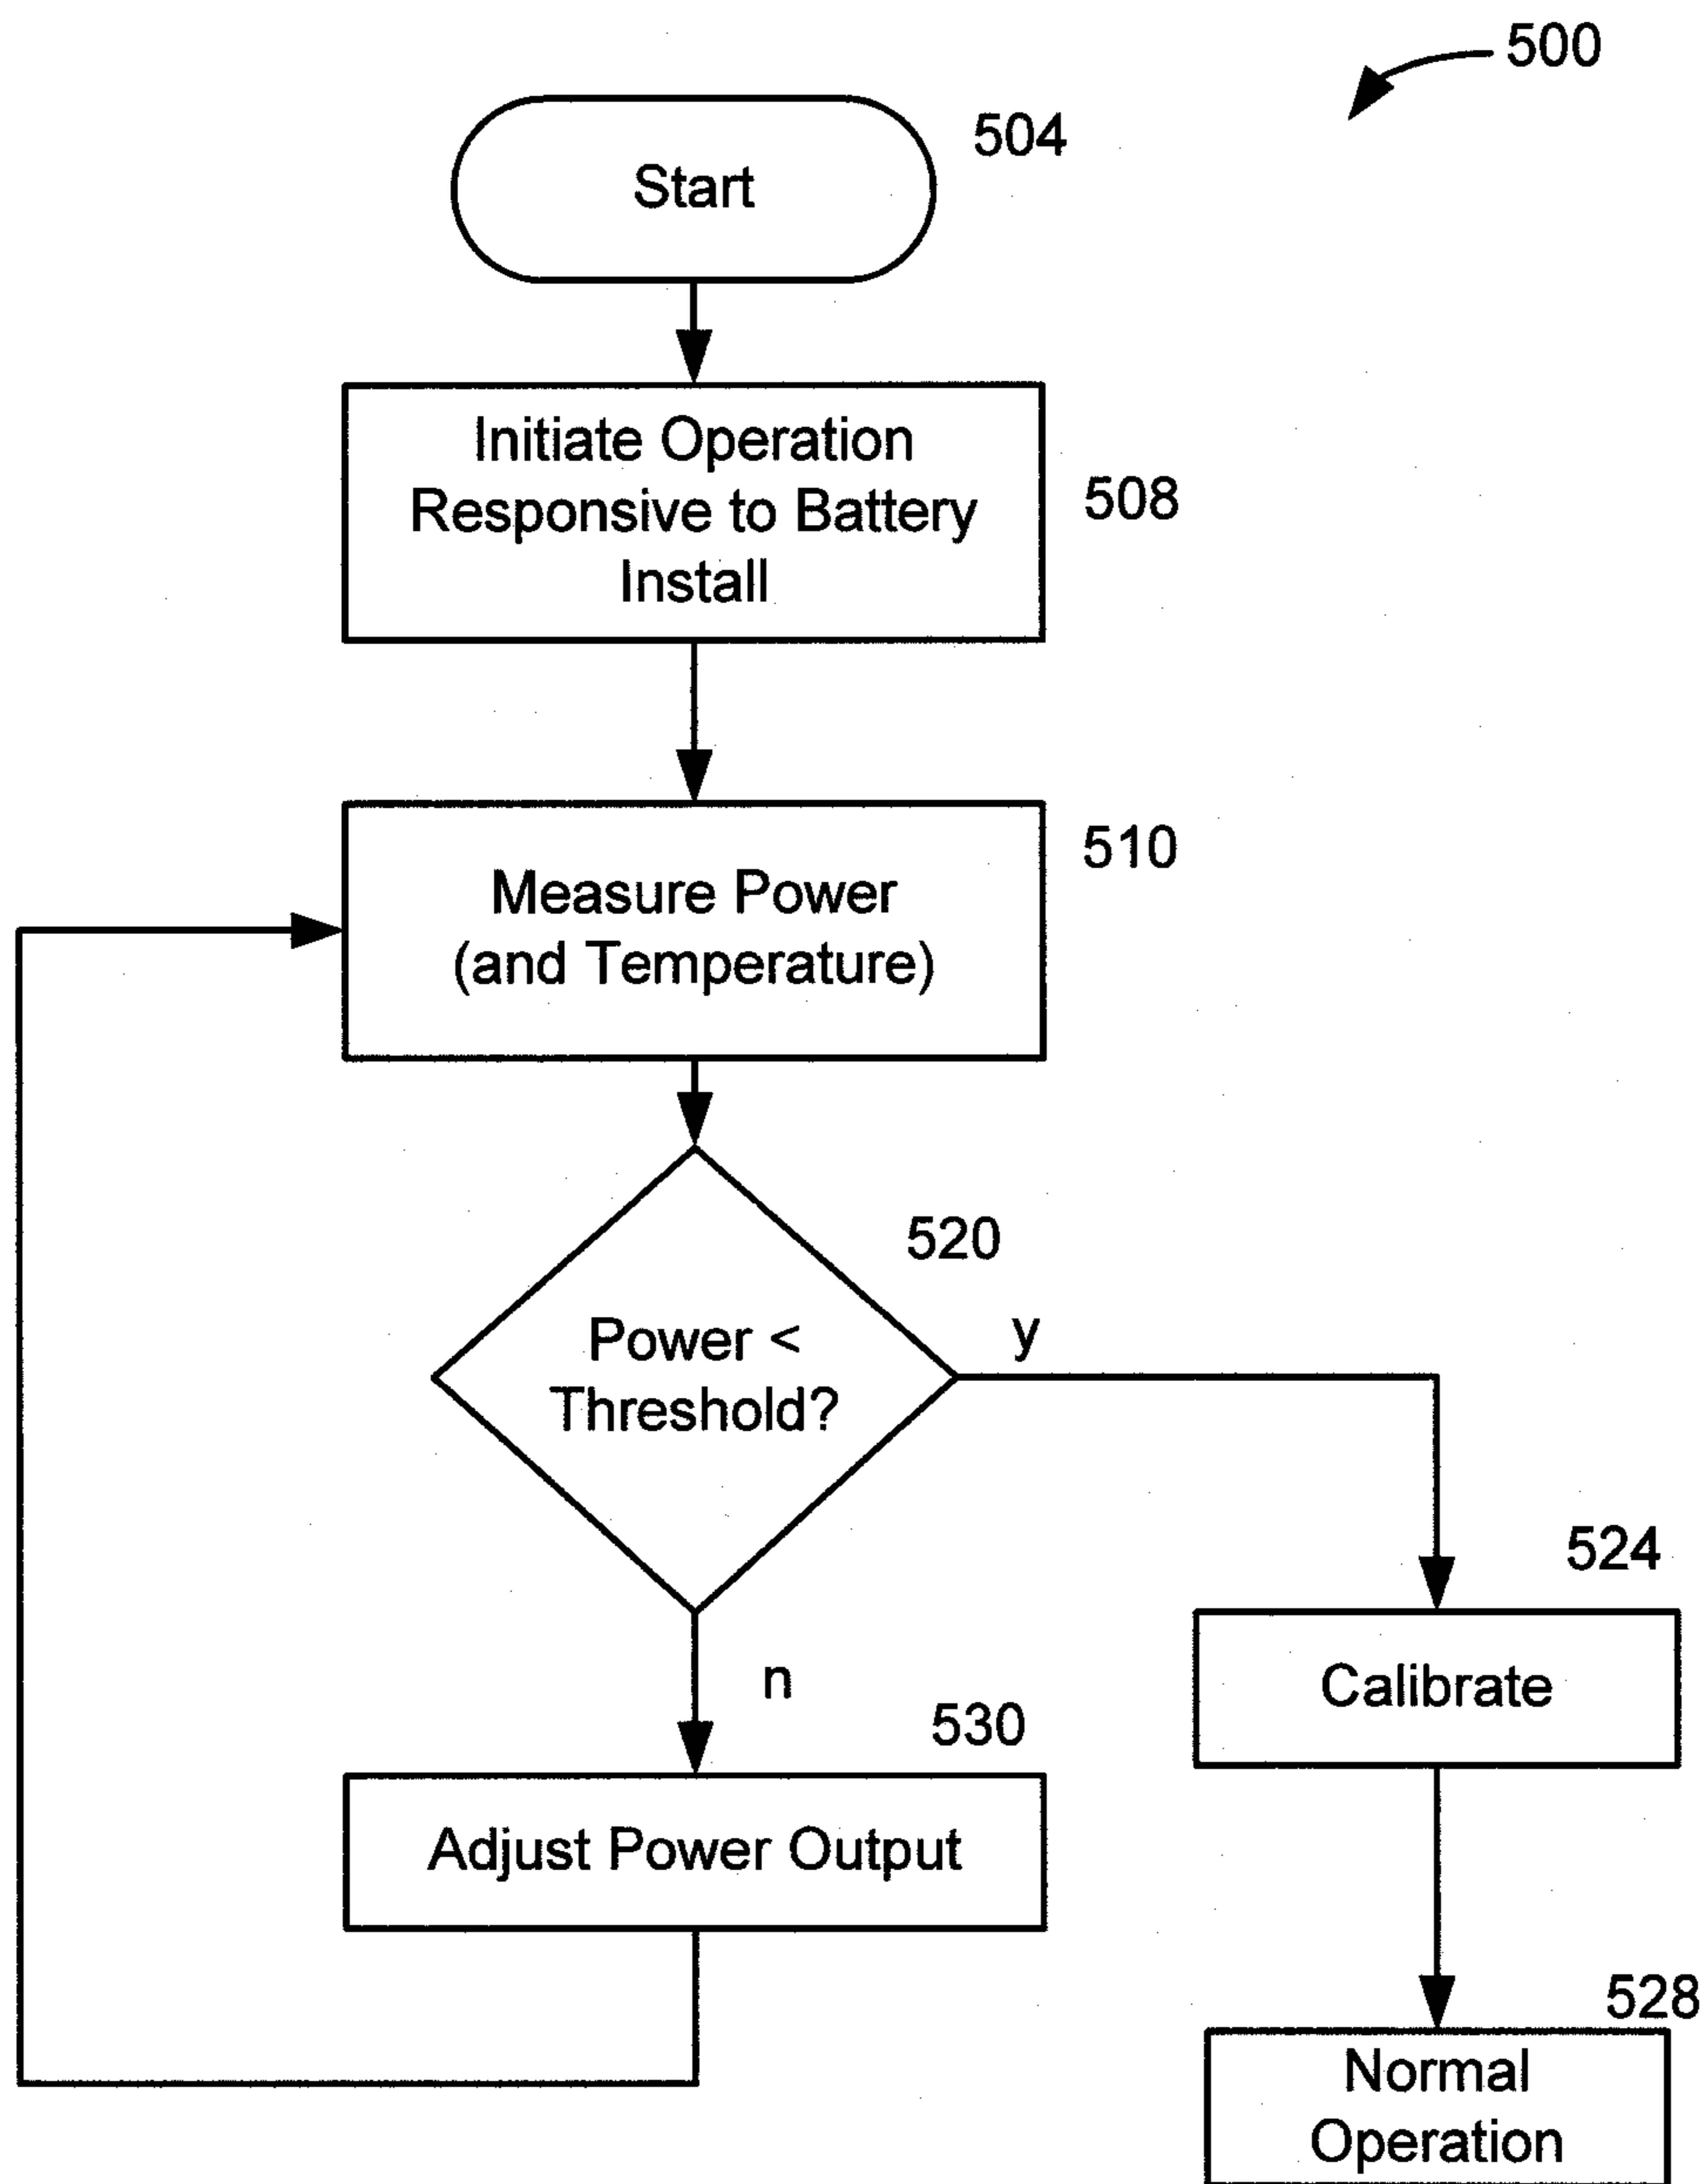 500
504
Start
Initiate Operation
Responsive to Battery
Install
508
510
Measure Power
(and Temperature)
520
Power <
Threshold?
y
524
Calibrate
n
530
Adjust Power Output
528
Normal
Operation